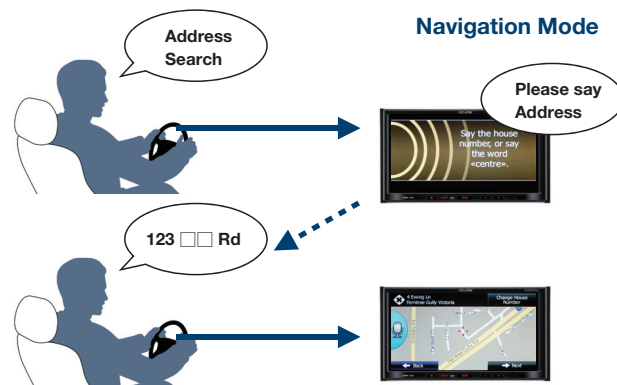 Address
Search
Navigation Mode
Please say
Address
Say the house
number, or say
the word
«centre».
123 □□ Rd
4 Ewing Ln
Ferntree Gully Victoria
Change House
Number
Back
Next